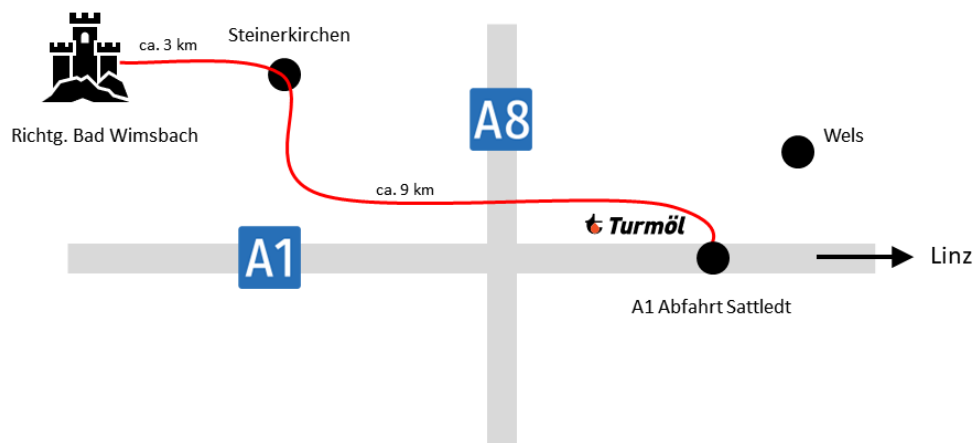 ca. 3 km
Steinerkirchen
Richtg. Bad Wimsbach
A8
Wels
ca. 9 km
Turmöl
A1
Linz
A1 Abfahrt Sattledt